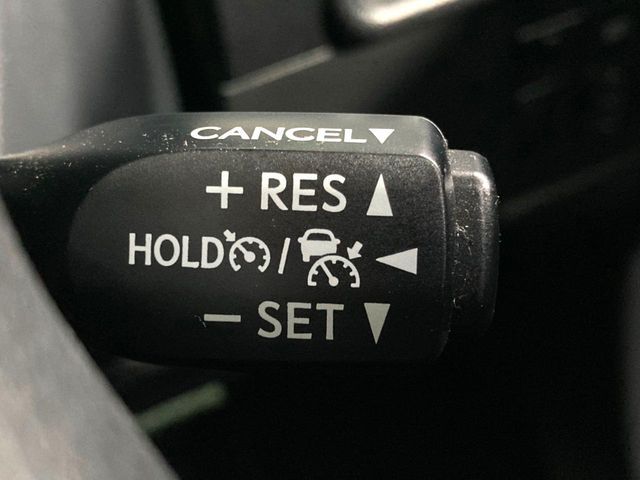 CANCEL▼
+ RES ▲
HOLD / ◀
− SET ▼